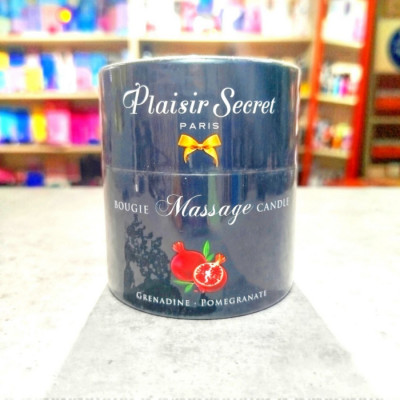 Plaisir Secret
PARIS
BOUGIE Massage CANDLE
GRENADINE · POMEGRANATE